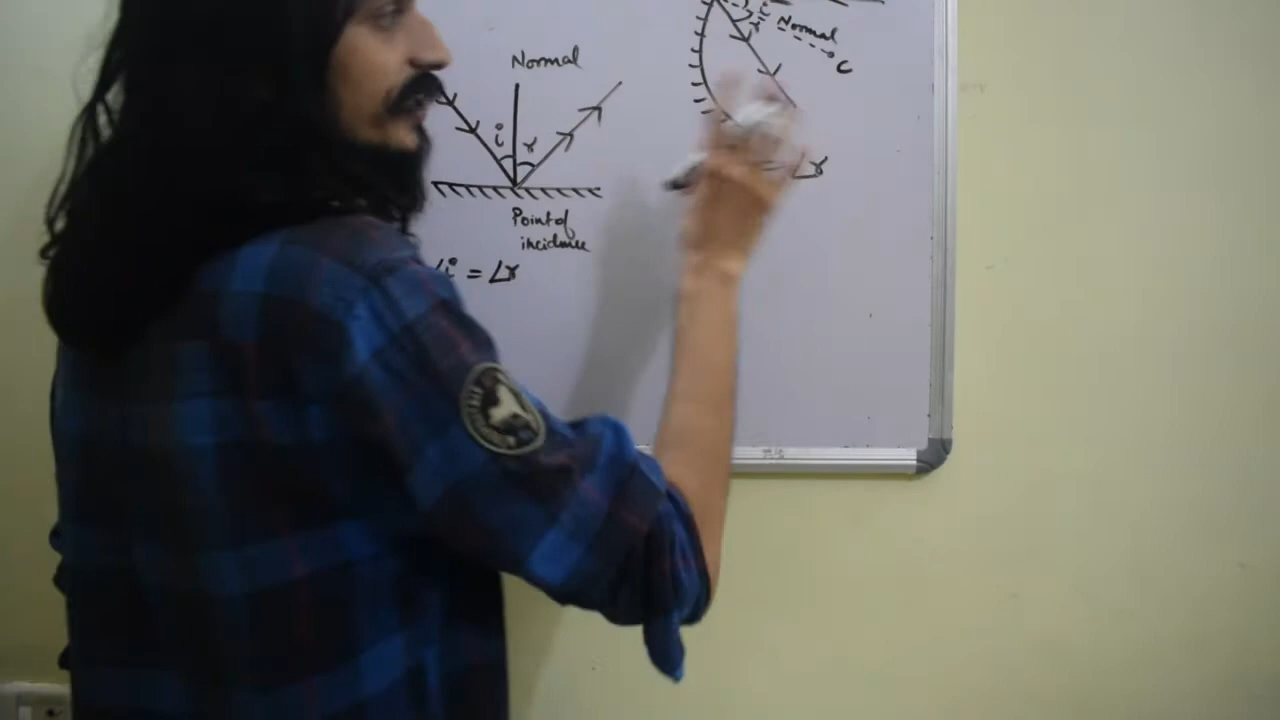 Normal
i r
Point of
incidence
∠i = ∠r
i
r
Normal
C
= ∠r